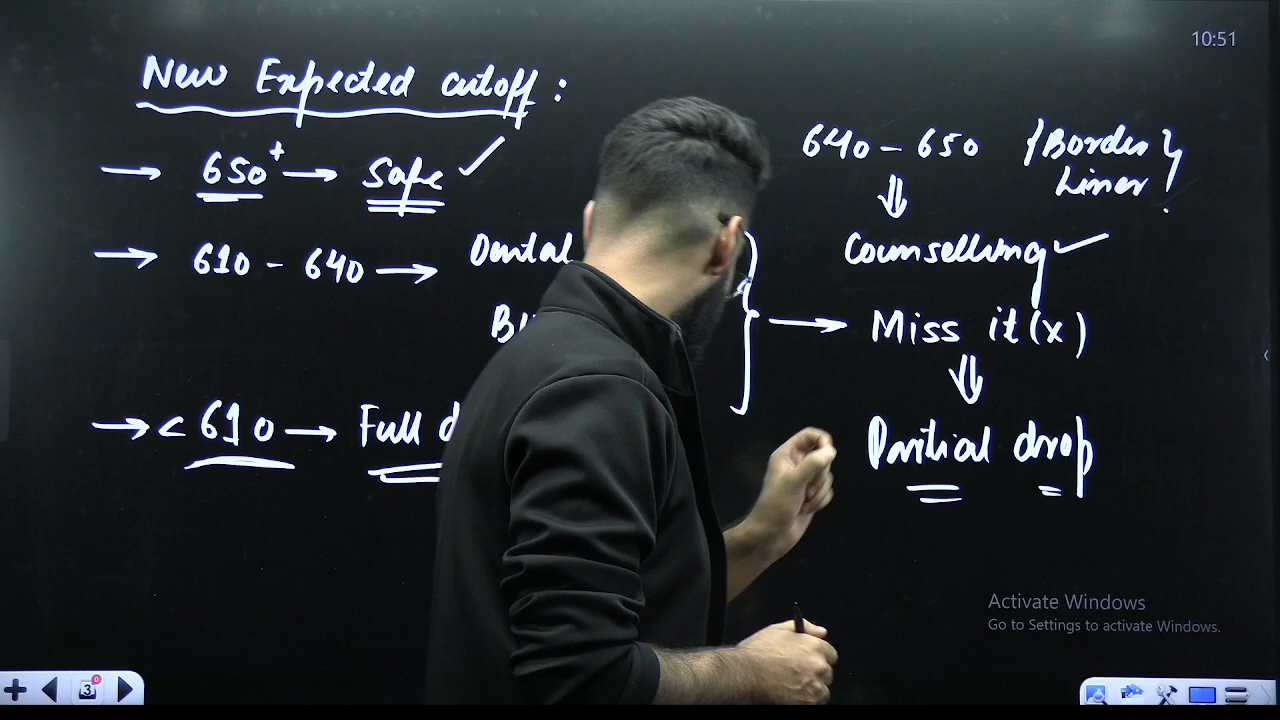 10:51
New Expected cutoff :
→ 650+ → Safe ✓
→ 610 - 640 → Dental
→ < 610 → Full
640 - 650 {Border
Liner}
⇓
Counselling ✓
→ Miss it (x)
⇓
Partial drop
Activate Windows
Go to Settings to activate Windows.
3
0